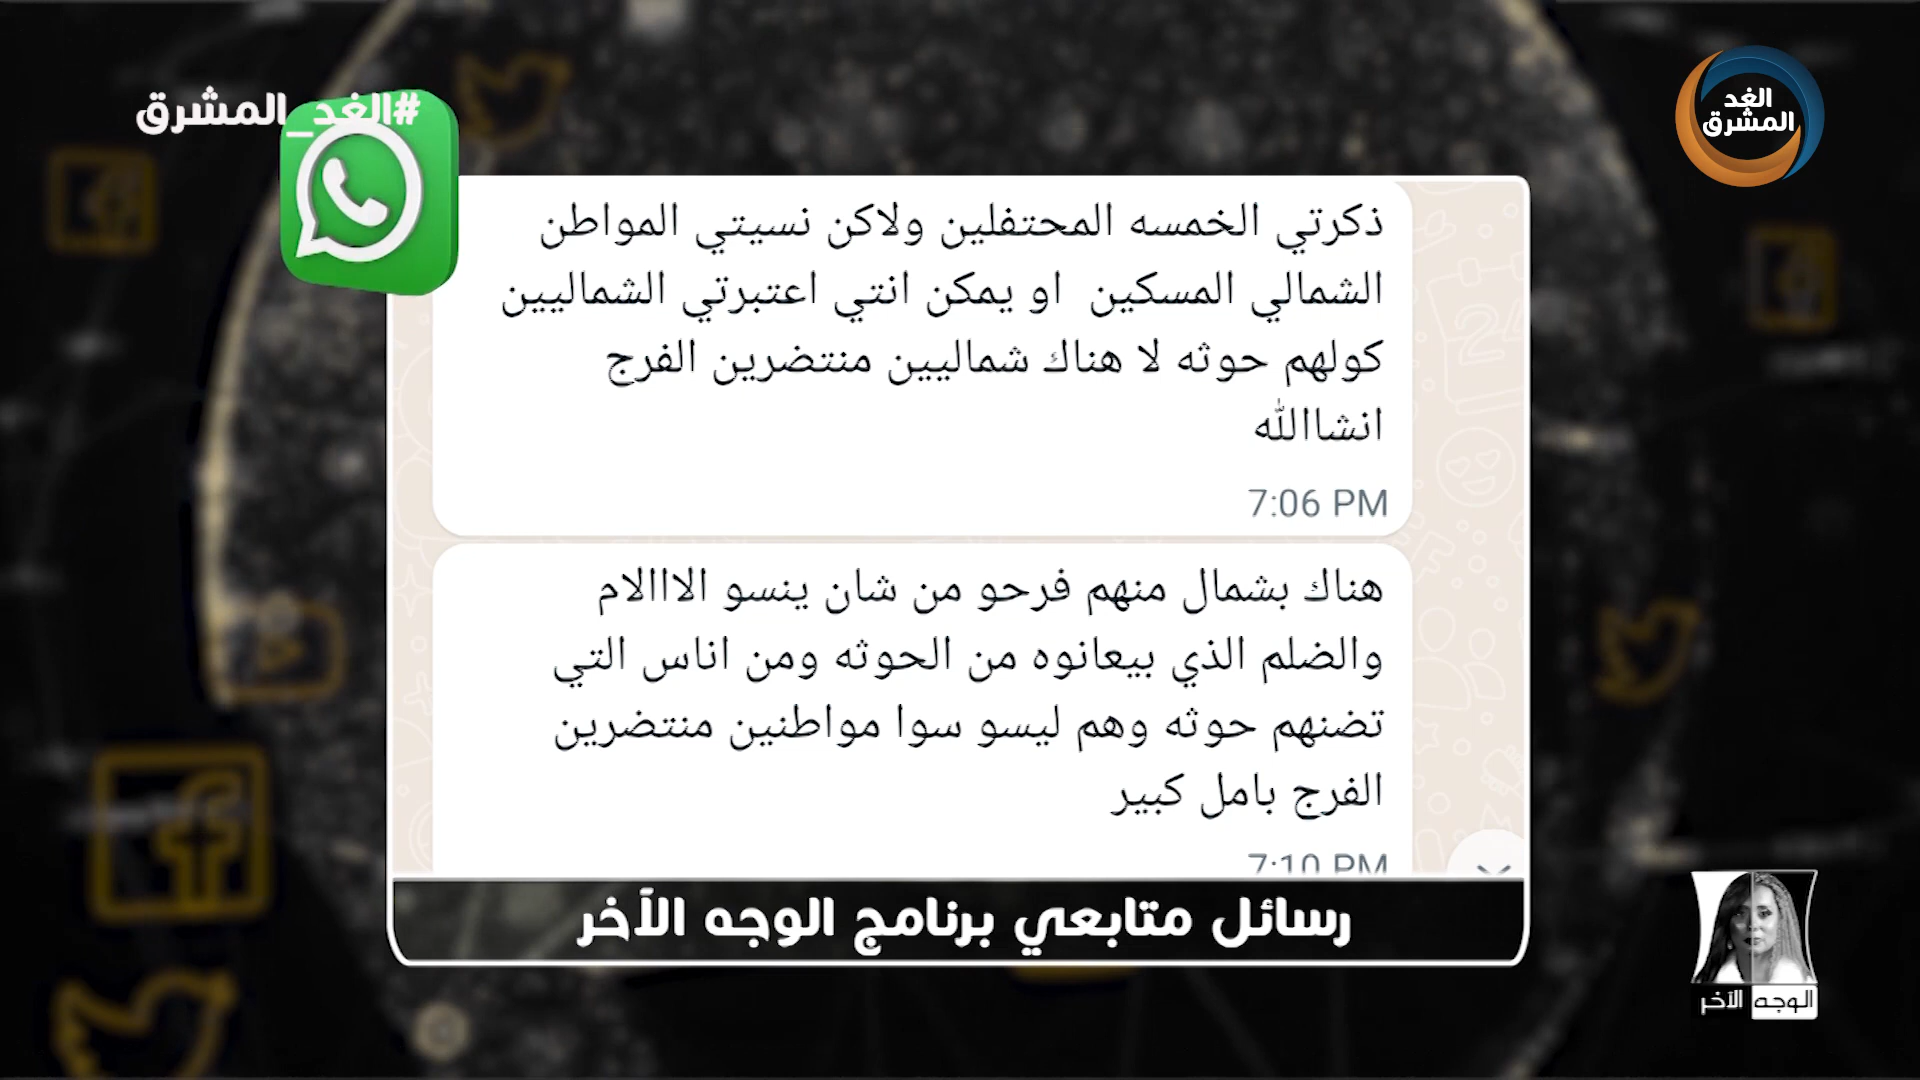 #الغد_المشرق
الغد
المشرق
ذكرتي الخمسه المحتفلين ولاكن نسيتي المواطن
الشمالي المسكين او يمكن انتي اعتبرتي الشماليين
كولهم حوثه لا هناك شماليين منتضرين الفرج
انشاالله
7:06 PM
هناك بشمال منهم فرحو من شان ينسو الااالام
والضلم الذي بيعانوه من الحوثه ومن اناس التي
تضنهم حوثه وهم ليسو سوا مواطنين منتضرين
الفرج بامل كبير
7:10 PM
رسائل متابعي برنامج الوجه الآخر
الوجه الآخر